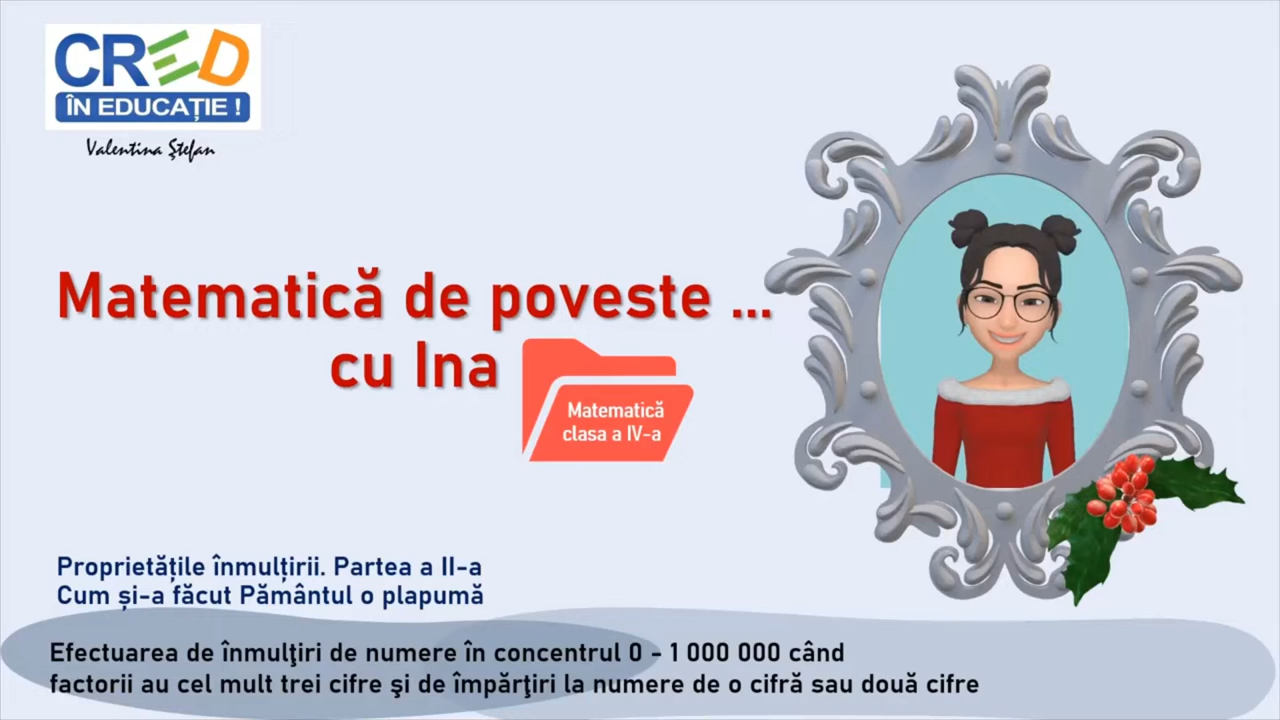 CRED
ÎN EDUCAȚIE !
Valentina Ştefan
Matematică de poveste ...
cu Ina
Matematică
clasa a IV-a
Proprietățile înmulțirii. Partea a II-a
Cum și-a făcut Pământul o plapumă
Efectuarea de înmulţiri de numere în concentrul 0 - 1 000 000 când
factorii au cel mult trei cifre şi de împărţiri la numere de o cifră sau două cifre